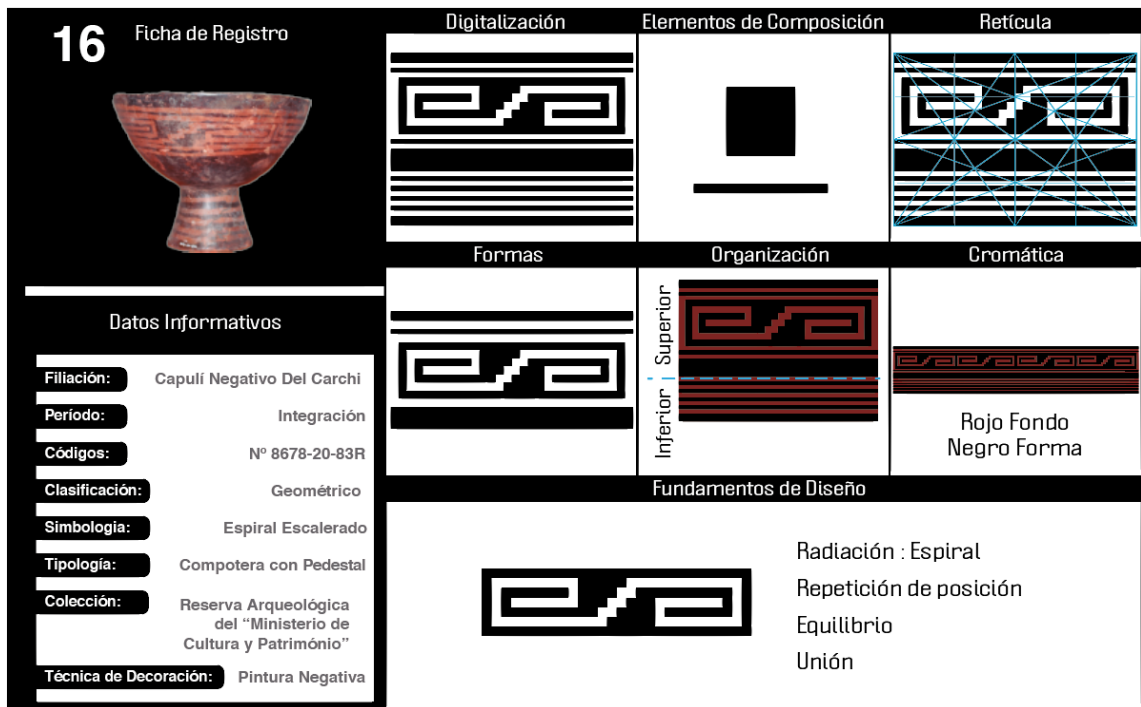 16
Ficha de Registro
Datos Informativos
Filiación: Capulí Negativo Del Carchi
Período: Integración
Códigos: Nº 8678-20-83R
Clasificación: Geométrico
Simbologia: Espiral Escalerado
Tipología: Compotera con Pedestal
Colección: Reserva Arqueológica
del “Ministerio de
Cultura y Património”
Técnica de Decoración: Pintura Negativa
Digitalización
Elementos de Composición
Retícula
Formas
Organización
Superior
Inferior
Cromática
Rojo Fondo
Negro Forma
Fundamentos de Diseño
Radiación : Espiral
Repetición de posición
Equilibrio
Unión